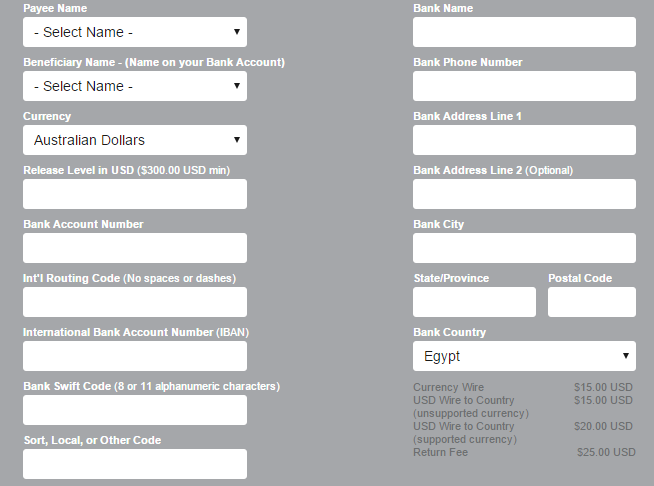 Payee Name
- Select Name -
Beneficiary Name - (Name on your Bank Account)
- Select Name -
Currency
Australian Dollars
Release Level in USD ($300.00 USD min)
Bank Account Number
Int'l Routing Code (No spaces or dashes)
International Bank Account Number (IBAN)
Bank Swift Code (8 or 11 alphanumeric characters)
Sort, Local, or Other Code
Bank Name
Bank Phone Number
Bank Address Line 1
Bank Address Line 2 (Optional)
Bank City
State/Province Postal Code
Bank Country
Egypt
Currency Wire $15.00 USD
USD Wire to Country $15.00 USD
(unsupported currency)
USD Wire to Country $20.00 USD
(supported currency)
Return Fee $25.00 USD